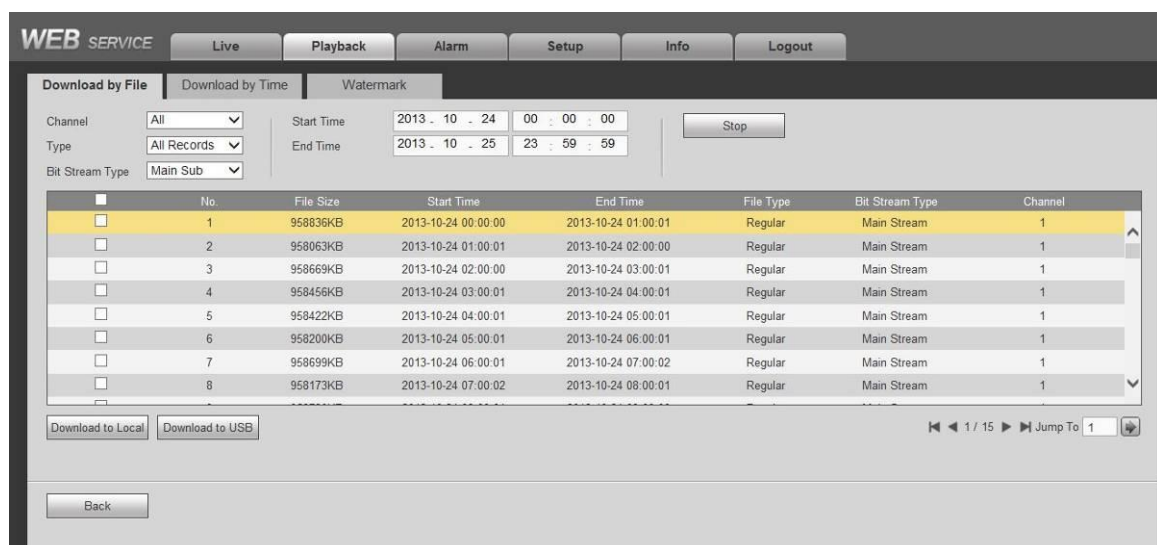 WEB SERVICE Live Playback Alarm Setup Info Logout
Download by File Download by Time Watermark
Channel All Start Time 2013 - 10 - 24 00 : 00 : 00 Stop
Type All Records End Time 2013 - 10 - 25 23 : 59 : 59
Bit Stream Type Main Sub
No. File Size Start Time End Time File Type Bit Stream Type Channel
1 958836KB 2013-10-24 00:00:00 2013-10-24 01:00:01 Regular Main Stream 1
2 958063KB 2013-10-24 01:00:01 2013-10-24 02:00:00 Regular Main Stream 1
3 958669KB 2013-10-24 02:00:00 2013-10-24 03:00:01 Regular Main Stream 1
4 958456KB 2013-10-24 03:00:01 2013-10-24 04:00:01 Regular Main Stream 1
5 958422KB 2013-10-24 04:00:01 2013-10-24 05:00:01 Regular Main Stream 1
6 958200KB 2013-10-24 05:00:01 2013-10-24 06:00:01 Regular Main Stream 1
7 958699KB 2013-10-24 06:00:01 2013-10-24 07:00:02 Regular Main Stream 1
8 958173KB 2013-10-24 07:00:02 2013-10-24 08:00:01 Regular Main Stream 1
Download to Local Download to USB 1 / 15 Jump To 1
Back